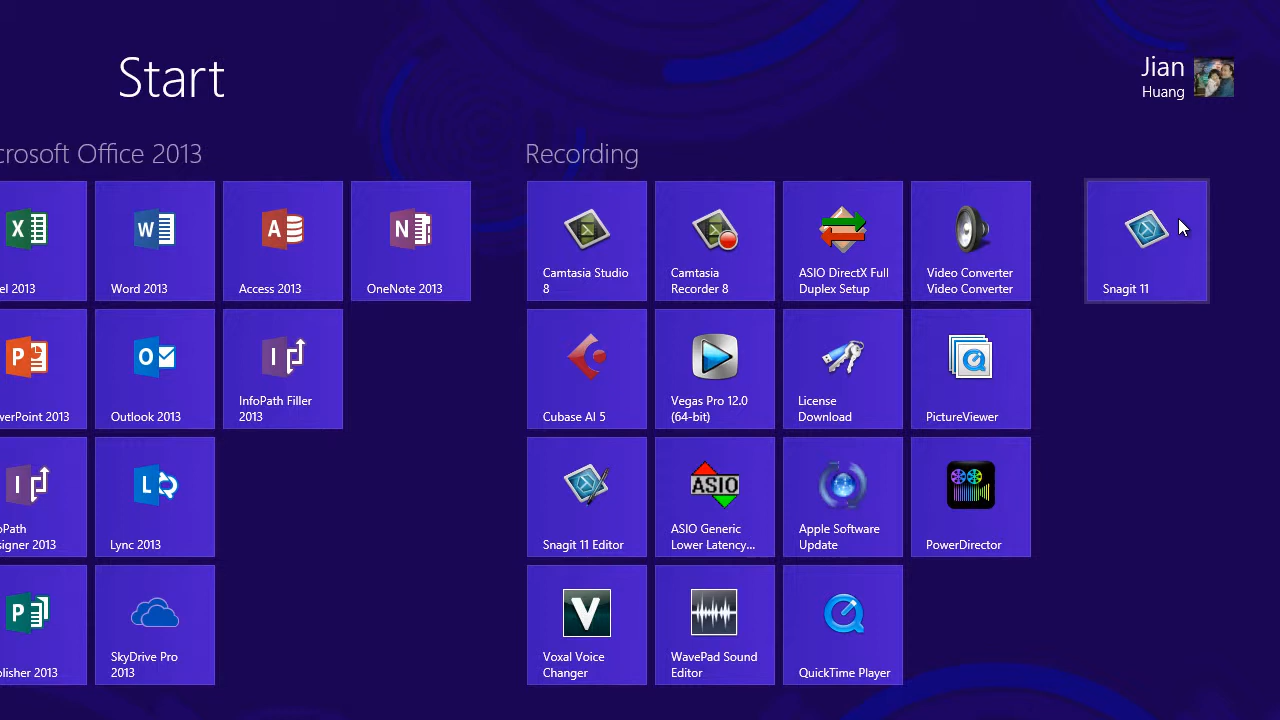 Start
Jian
Huang
crosoft Office 2013
Recording
el 2013
Word 2013
Access 2013
OneNote 2013
Camtasia Studio
8
Camtasia
Recorder 8
ASIO DirectX Full
Duplex Setup
Video Converter
Video Converter
Snagit 11
werPoint 2013
Outlook 2013
InfoPath Filler
2013
Cubase AI 5
Vegas Pro 12.0
(64-bit)
License
Download
PictureViewer
oPath
signer 2013
Lync 2013
Snagit 11 Editor
ASIO
ASIO Generic
Lower Latency...
Apple Software
Update
PowerDirector
blisher 2013
SkyDrive Pro
2013
Voxal Voice
Changer
WavePad Sound
Editor
QuickTime Player